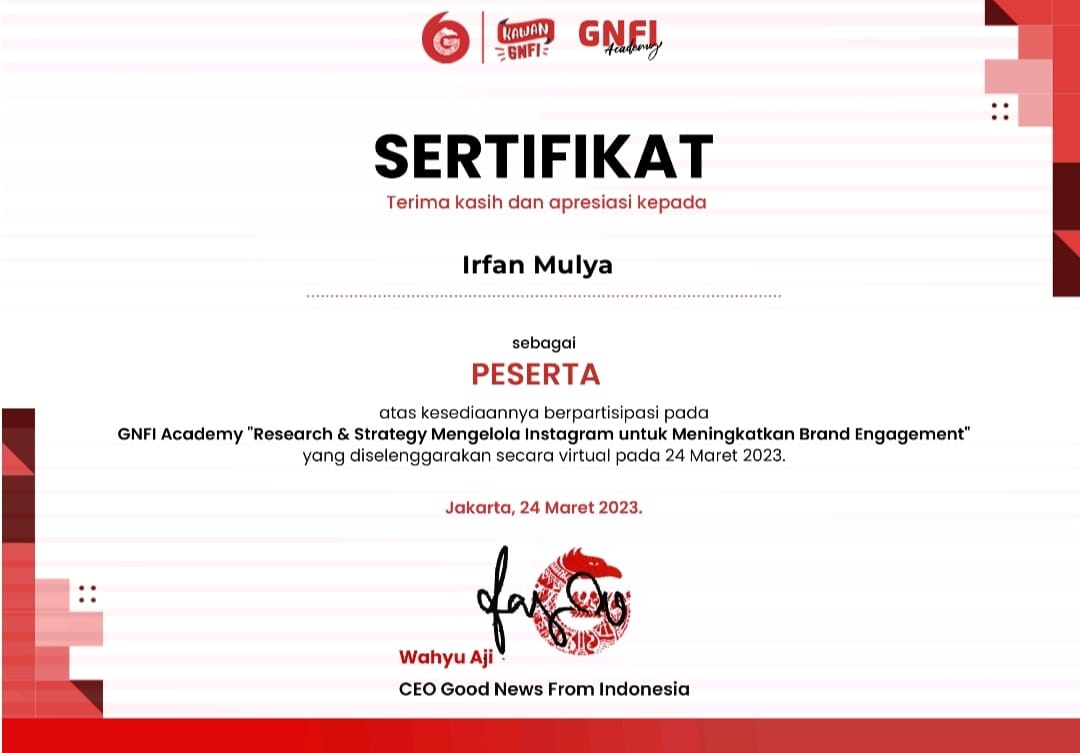 KAWAN
GNFI
GNFI
Academy
SERTIFIKAT
Terima kasih dan apresiasi kepada
Irfan Mulya
sebagai
PESERTA
atas kesediaannya berpartisipasi pada
GNFI Academy "Research & Strategy Mengelola Instagram untuk Meningkatkan Brand Engagement"
yang diselenggarakan secara virtual pada 24 Maret 2023.
Jakarta, 24 Maret 2023.
Wahyu Aji
CEO Good News From Indonesia